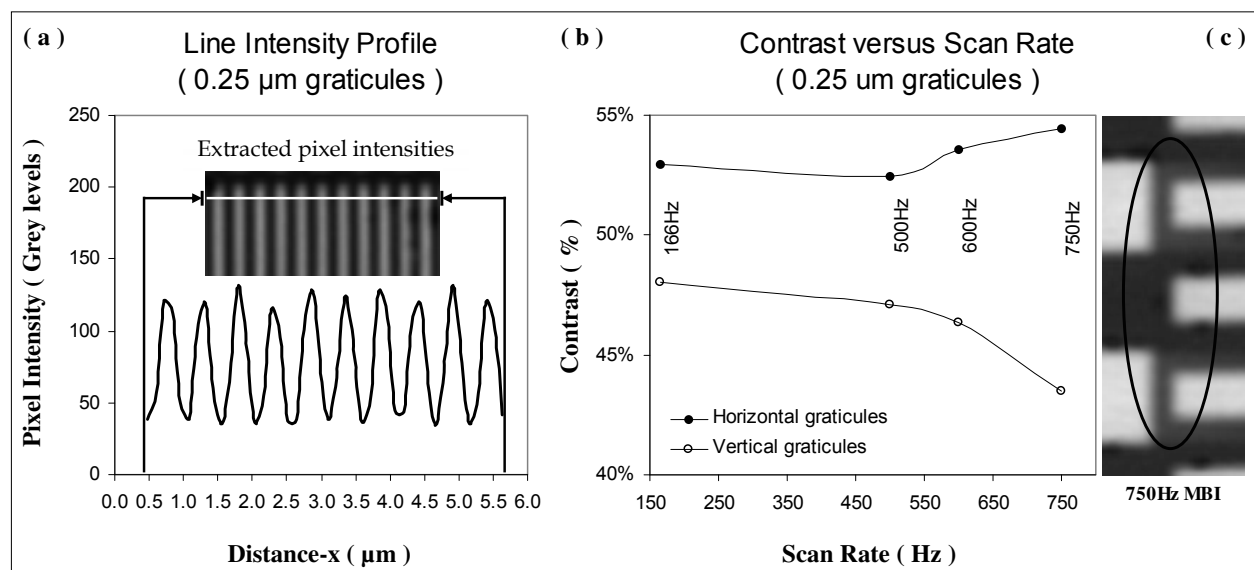 ( a )
Line Intensity Profile
( 0.25 µm graticules )
Pixel Intensity ( Grey levels )
250
200
150
100
50
0
Extracted pixel intensities
0.0 0.5 1.0 1.5 2.0 2.5 3.0 3.5 4.0 4.5 5.0 5.5 6.0
Distance-x ( µm )
( b )
Contrast versus Scan Rate
( 0.25 um graticules )
Contrast ( % )
55%
50%
45%
40%
166Hz
500Hz
600Hz
750Hz
Horizontal graticules
Vertical graticules
150 250 350 450 550 650 750
Scan Rate ( Hz )
( c )
750Hz MBI